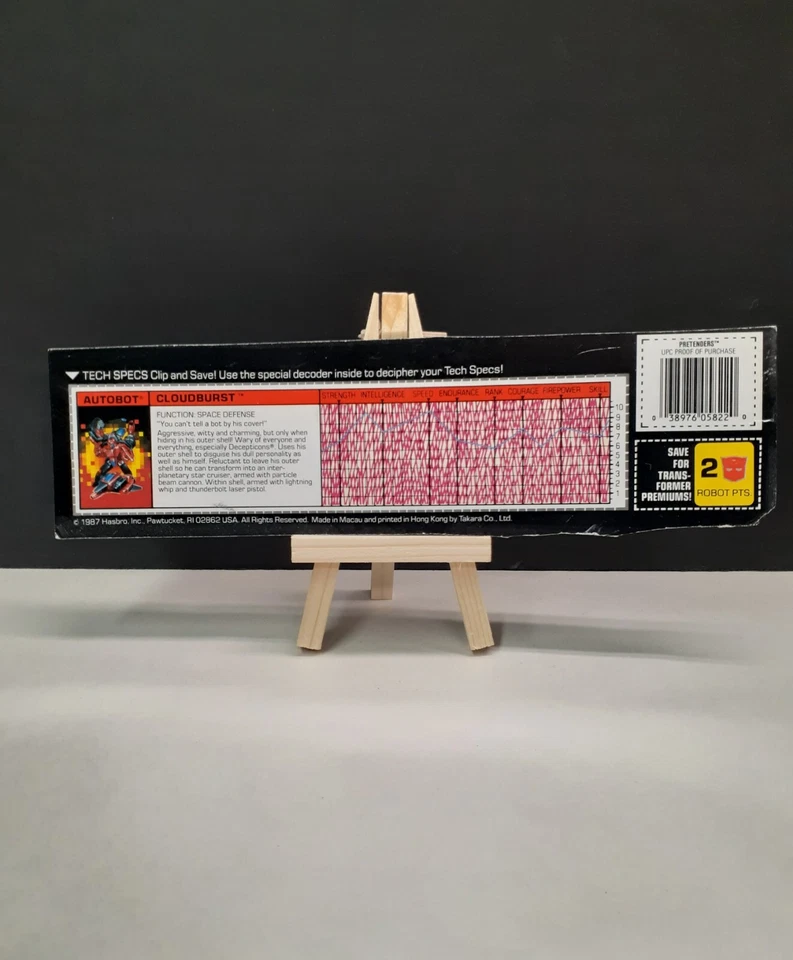 ▼ TECH SPECS Clip and Save! Use the special decoder inside to decipher your Tech Specs!
AUTOBOT® CLOUDBURST™
FUNCTION: SPACE DEFENSE
"You can't tell a bot by his cover!"
Aggressive, witty and charming, but only when
hiding in his outer shell! Wary of everyone and
everything, especially Decepticons®. Uses his
outer shell to disguise his dull personality as
well as himself. Reluctant to leave his outer
shell so he can transform into an inter-
planetary star cruiser, armed with particle
beam cannon. Within shell, armed with lightning
whip and thunderbolt laser pistol.
STRENGTH INTELLIGENCE SPEED ENDURANCE RANK COURAGE FIREPOWER SKILL
10
9
8
7
6
5
4
3
2
1
PRETENDERS™
UPC PROOF OF PURCHASE
0 38976 05822 0
SAVE
FOR
TRANS-
FORMER
PREMIUMS!
2
ROBOT PTS.
© 1987 Hasbro, Inc., Pawtucket, RI 02862 USA. All Rights Reserved. Made in Macau and printed in Hong Kong by Takara Co., Ltd.